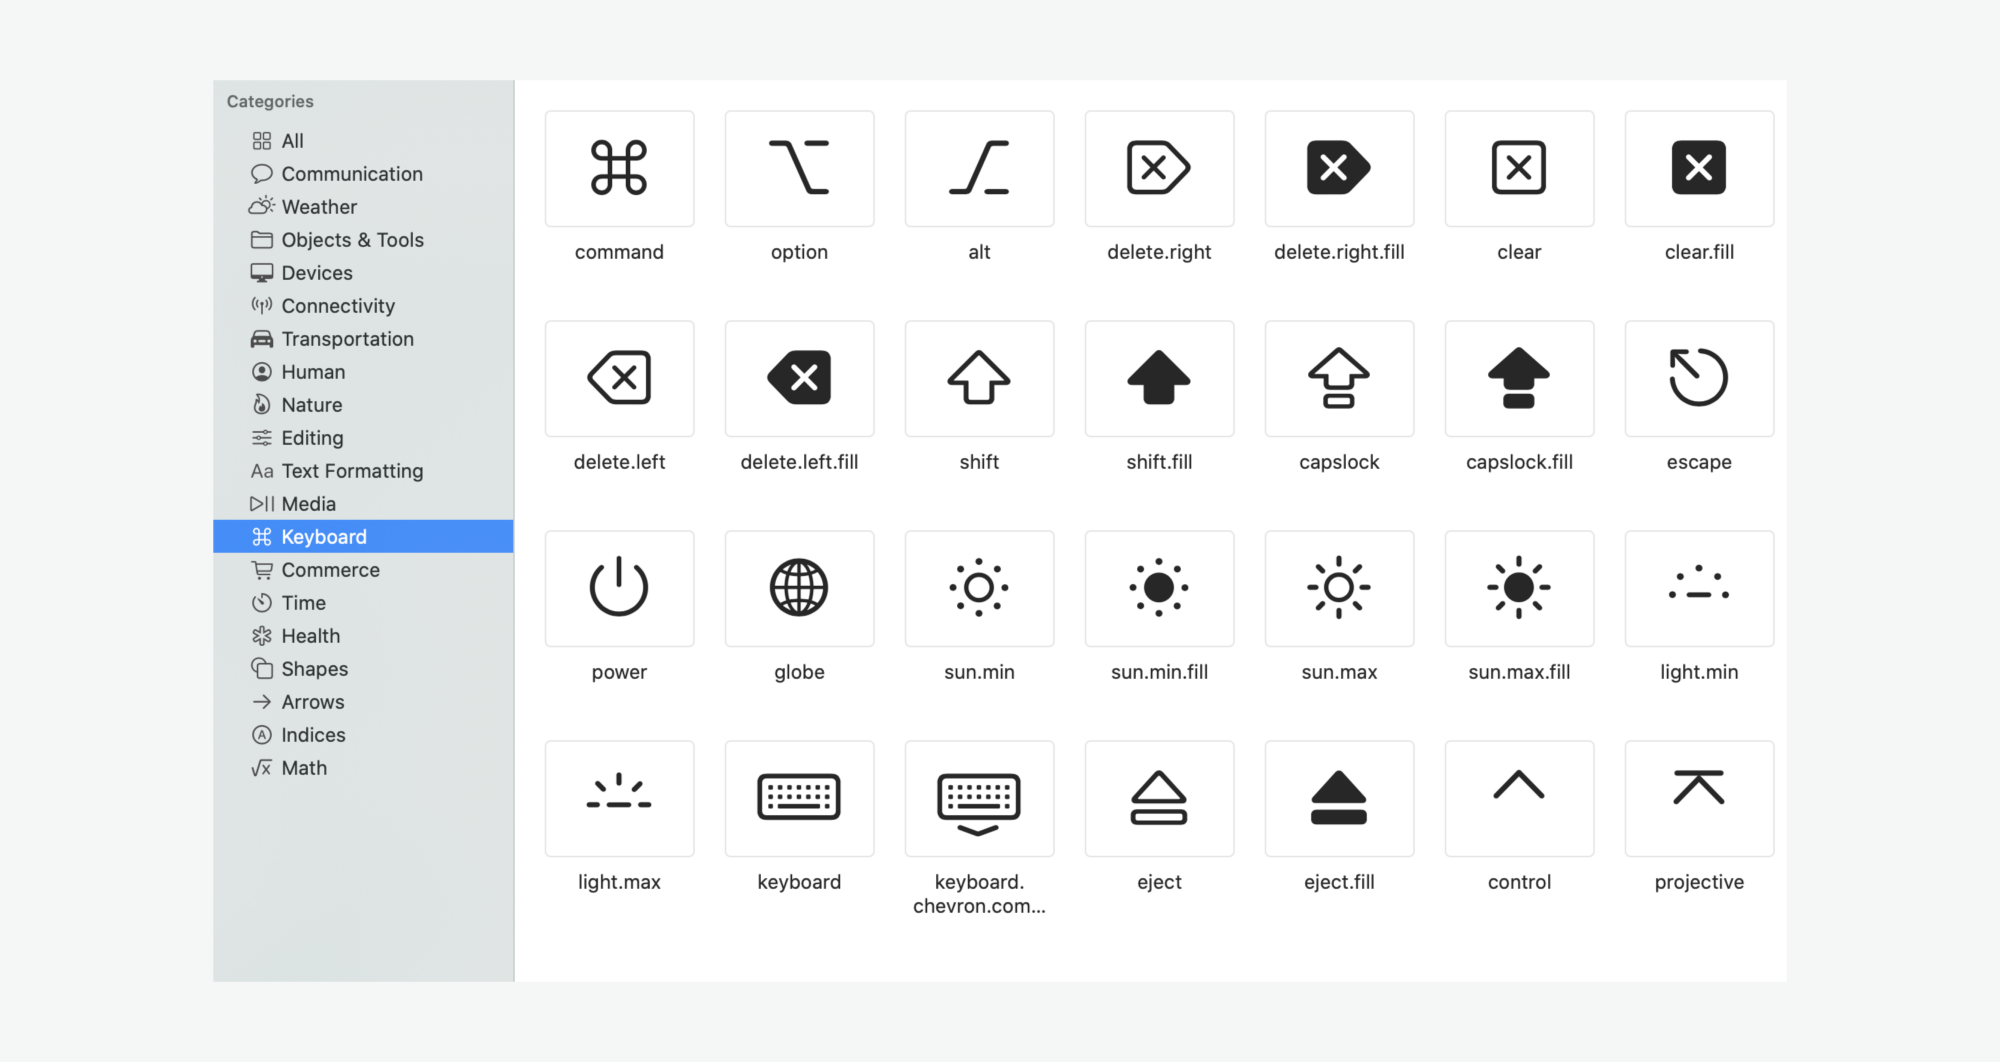 Categories
All
Communication
Weather
Objects & Tools
Devices
Connectivity
Transportation
Human
Nature
Editing
Aa Text Formatting
Media
Keyboard
Commerce
Time
Health
Shapes
Arrows
A Indices
√x Math
command
option
alt
delete.right
delete.right.fill
clear
clear.fill
delete.left
delete.left.fill
shift
shift.fill
capslock
capslock.fill
escape
power
globe
sun.min
sun.min.fill
sun.max
sun.max.fill
light.min
light.max
keyboard
keyboard.
chevron.com...
eject
eject.fill
control
projective